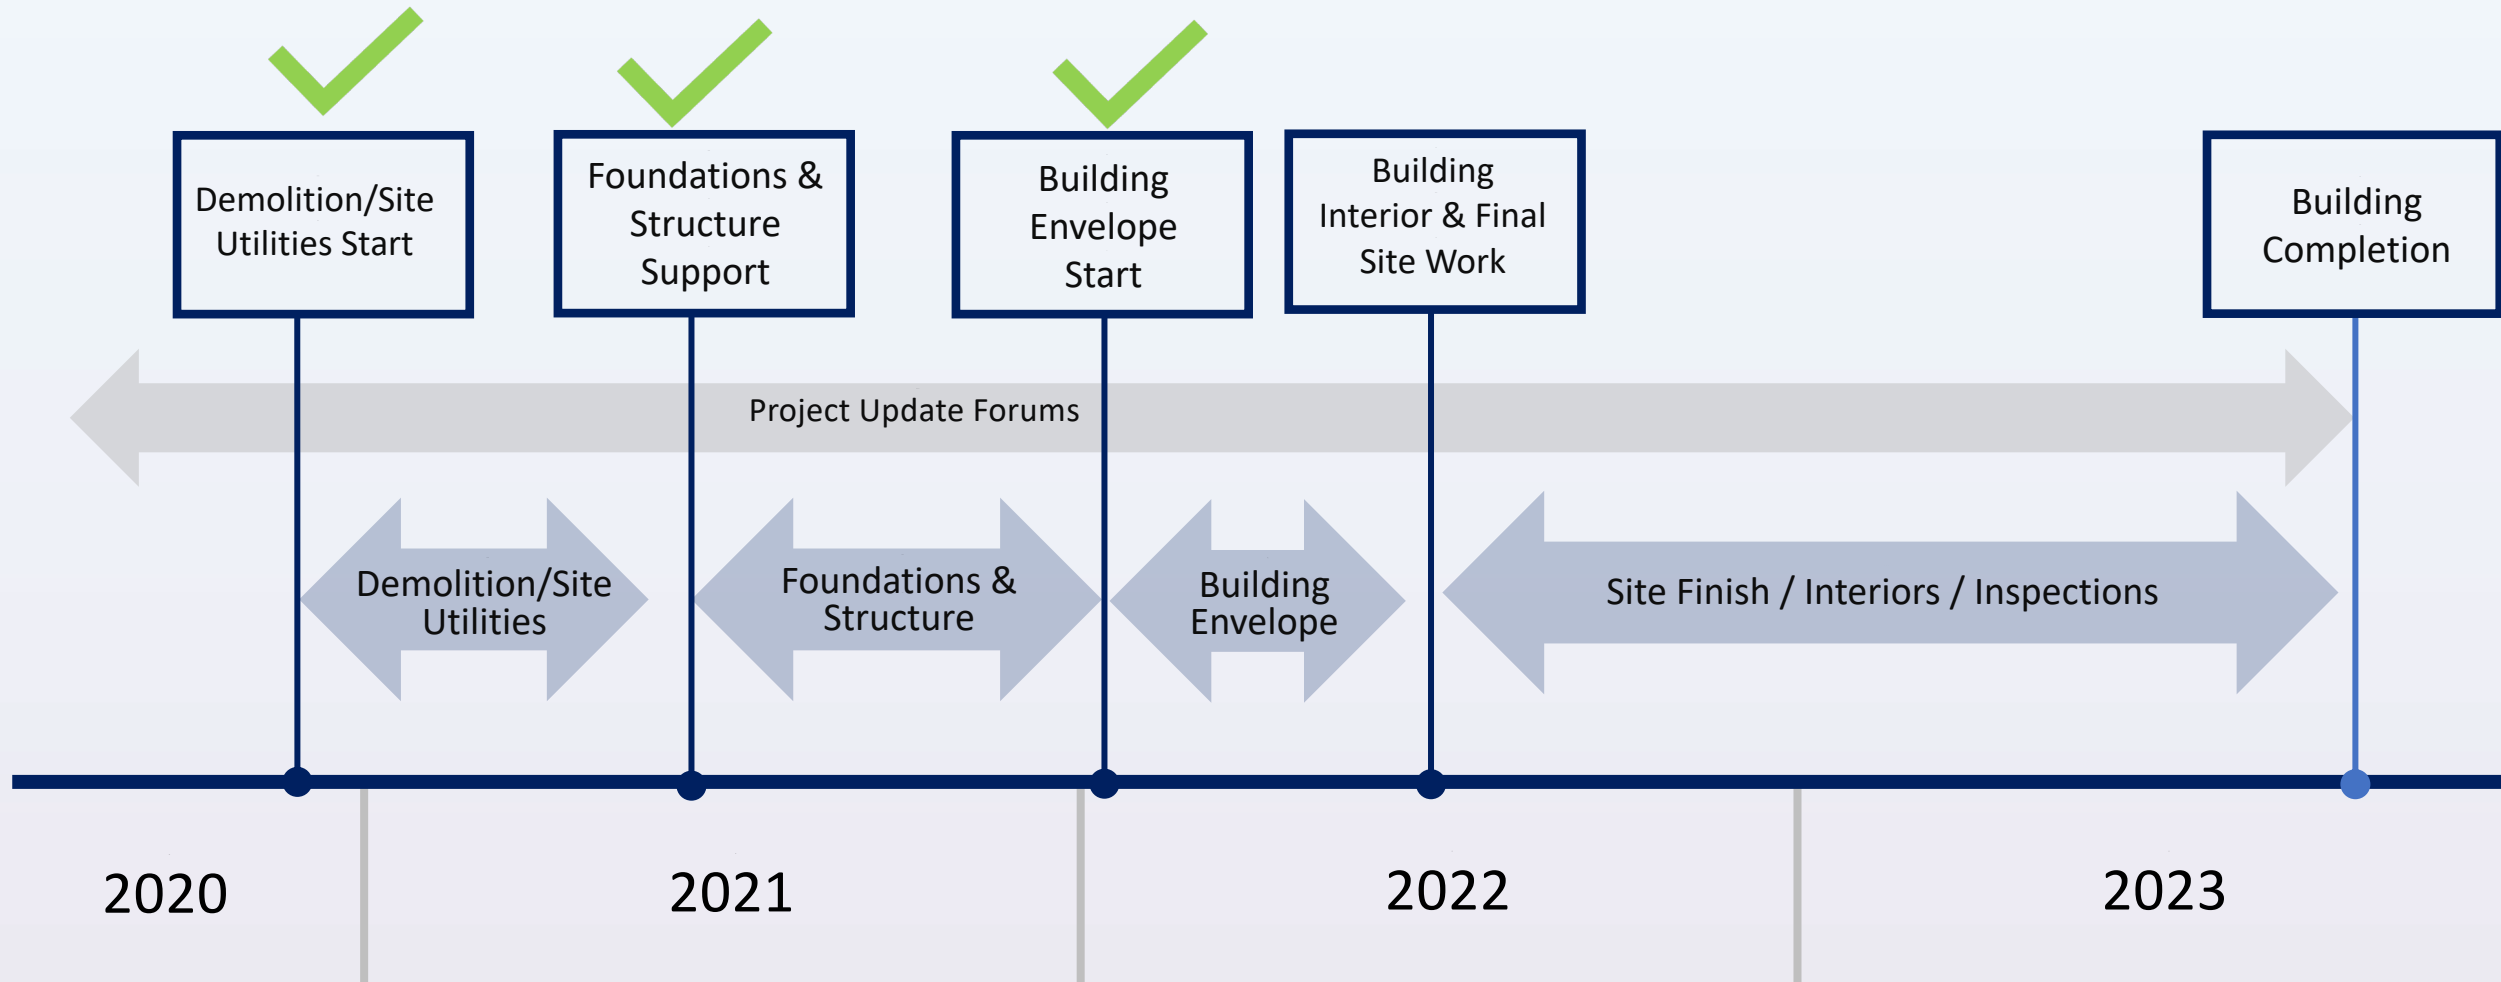 Demolition/Site
Utilities Start
Foundations &
Structure
Support
Building
Envelope
Start
Building
Interior & Final
Site Work
Building
Completion
Project Update Forums
Demolition/Site
Utilities
Foundations &
Structure
Building
Envelope
Site Finish / Interiors / Inspections
2020
2021
2022
2023